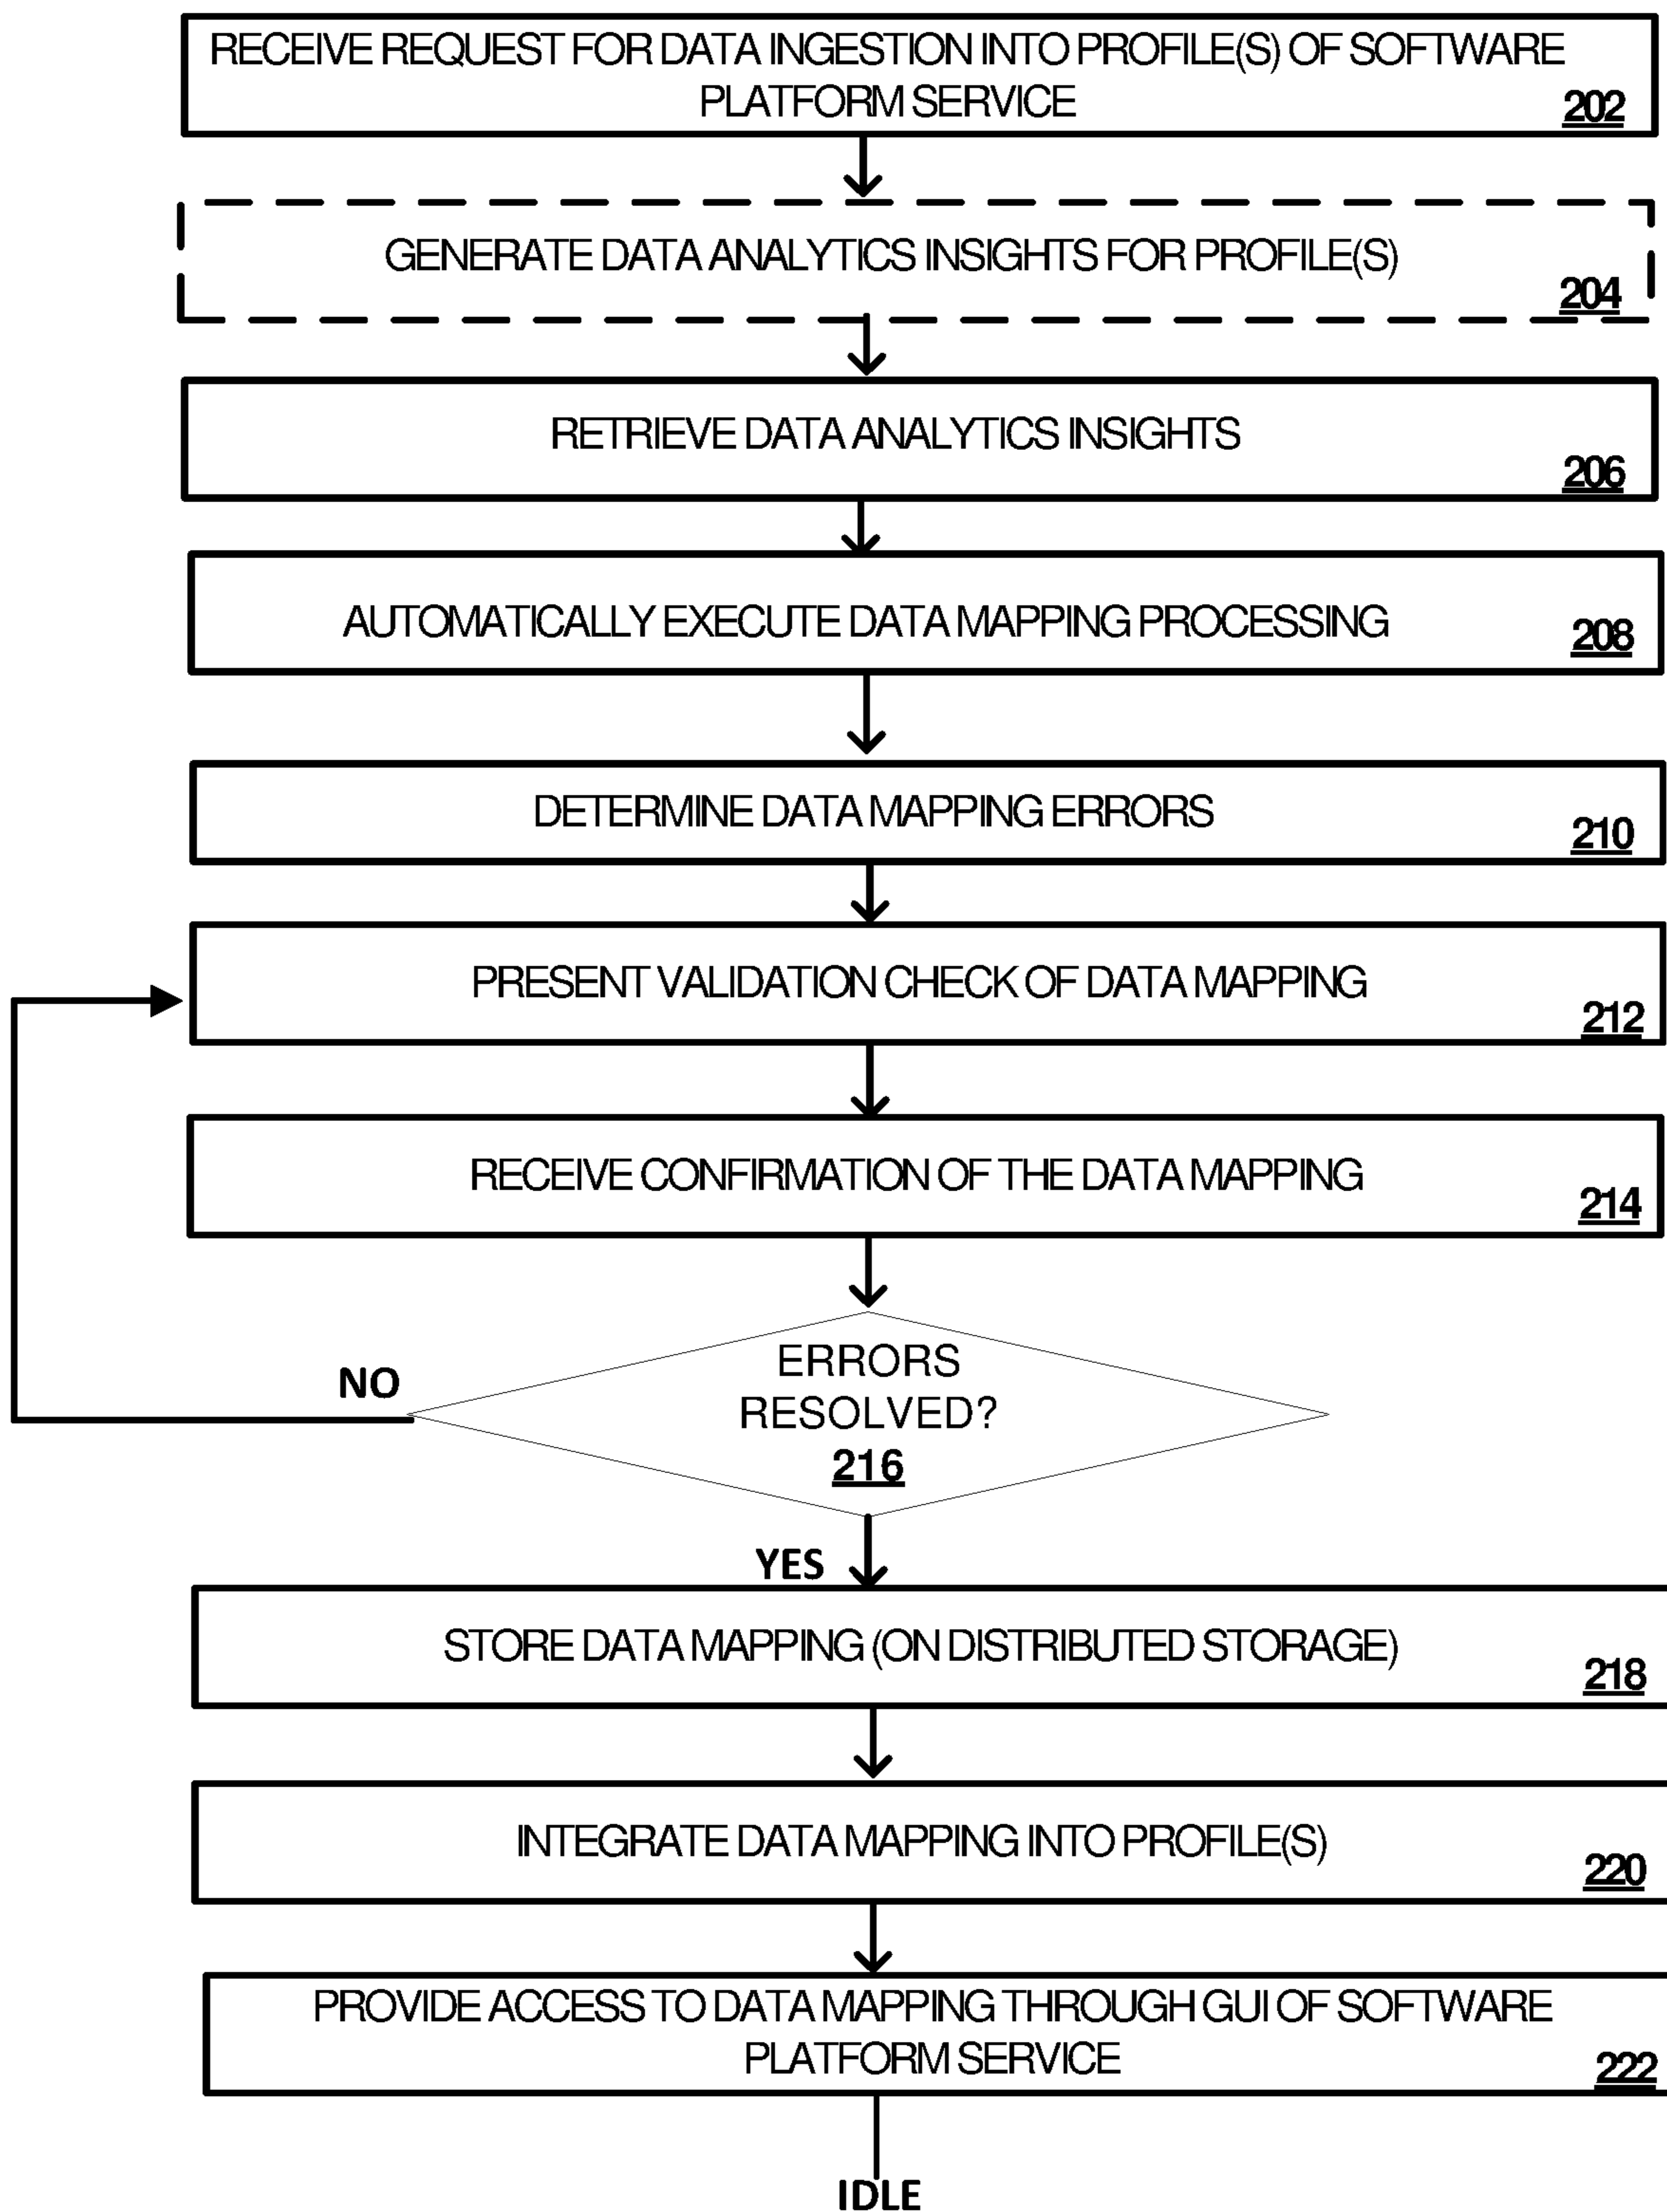 RECEIVE REQUEST FOR DATA INGESTION INTO PROFILE(S) OF SOFTWARE
PLATFORM SERVICE
202
GENERATE DATA ANALYTICS INSIGHTS FOR PROFILE(S)
204
RETRIEVE DATA ANALYTICS INSIGHTS
206
AUTOMATICALLY EXECUTE DATA MAPPING PROCESSING
208
DETERMINE DATA MAPPING ERRORS
210
PRESENT VALIDATION CHECK OF DATA MAPPING
212
RECEIVE CONFIRMATION OF THE DATA MAPPING
214
ERRORS
NO
RESOLVED?
216
YES
STORE DATA MAPPING (ON DISTRIBUTED STORAGE)
218
INTEGRATE DATA MAPPING INTO PROFILE(S)
220
PROVIDE ACCESS TO DATA MAPPING THROUGH GUI OF SOFTWARE
PLATFORM SERVICE
222
IDLE